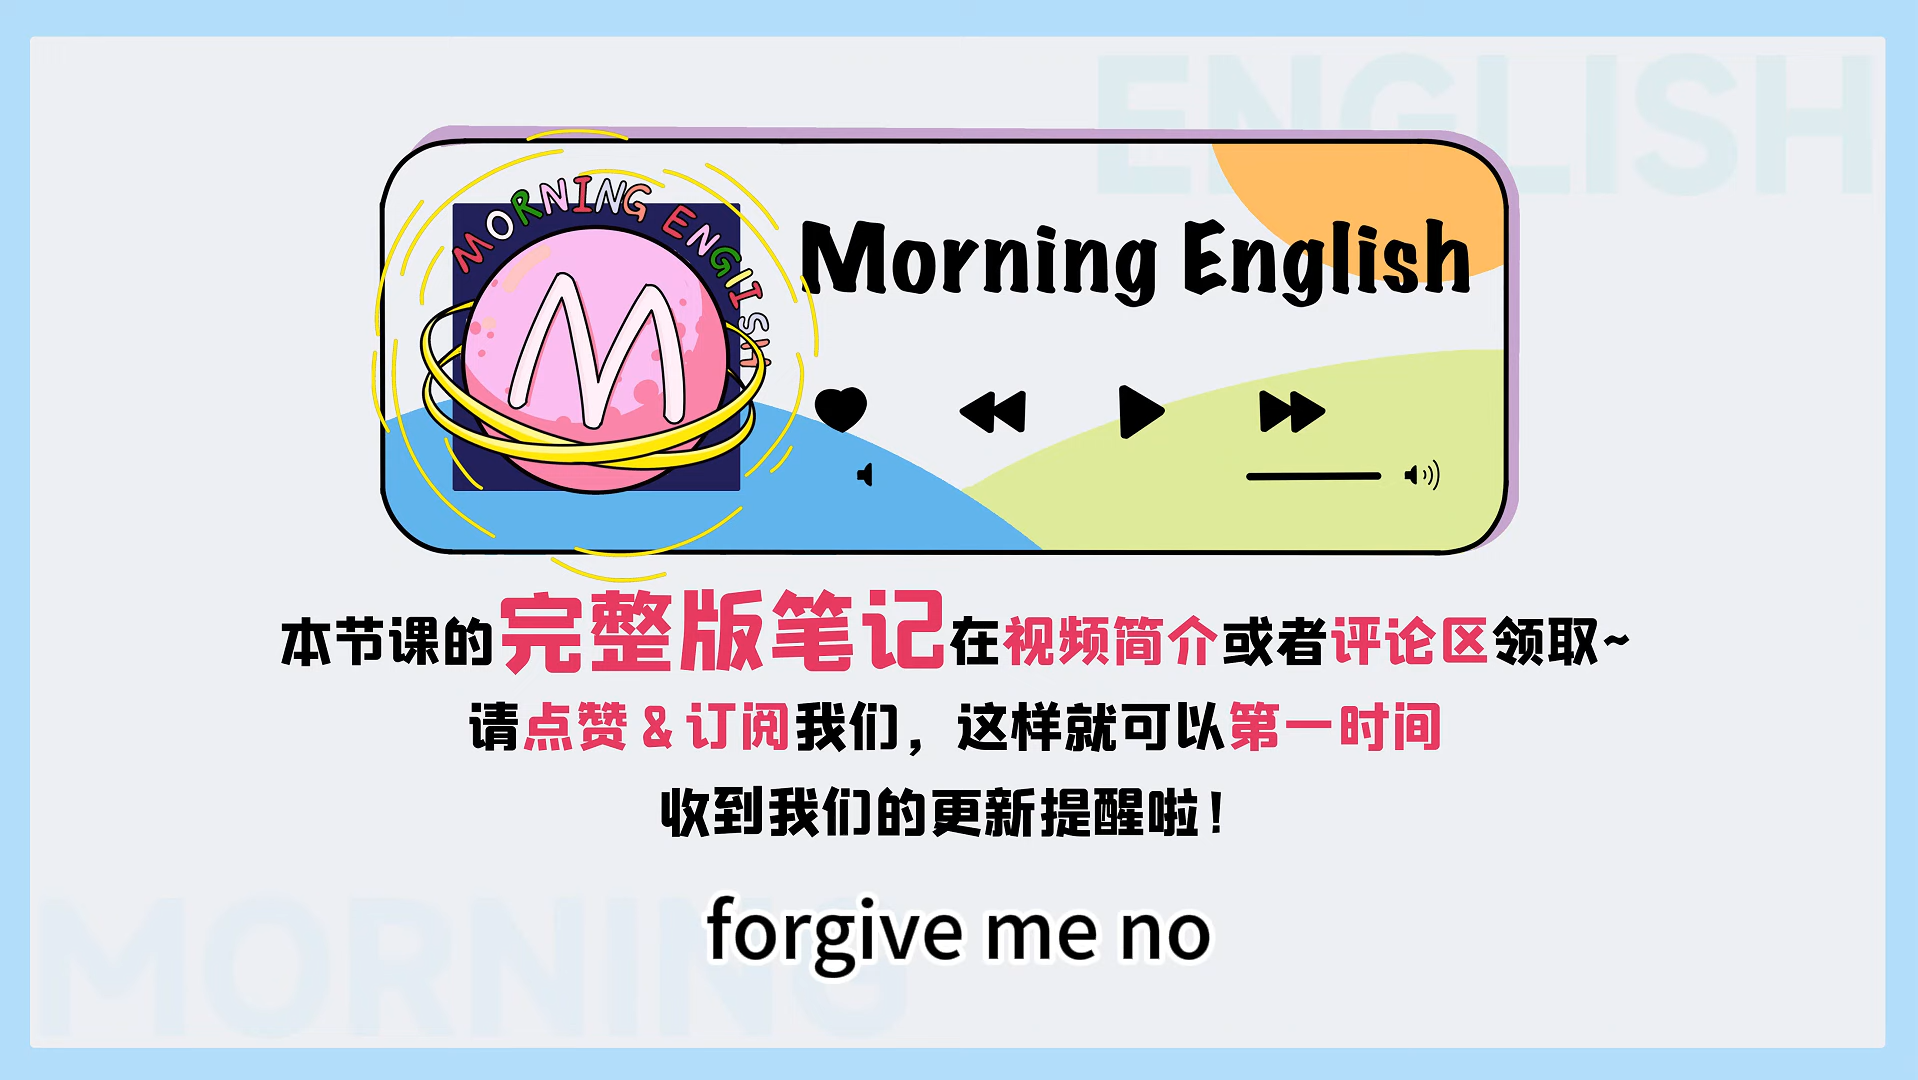 ENGLISH
MORNING ENGLISH
M
Morning English
本节课的完整版笔记在视频简介或者评论区领取~
请点赞&订阅我们，这样就可以第一时间
收到我们的更新提醒啦！
MORNING
forgive me no